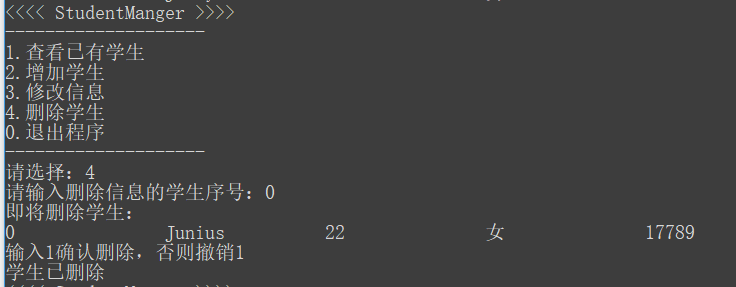 <<<< StudentManger >>>>
--------------------
1.查看已有学生
2.增加学生
3.修改信息
4.删除学生
0.退出程序
--------------------
请选择：4
请输入删除信息的学生序号：0
即将删除学生：
0 Junius 22 女 17789
输入1确认删除，否则撤销1
学生已删除